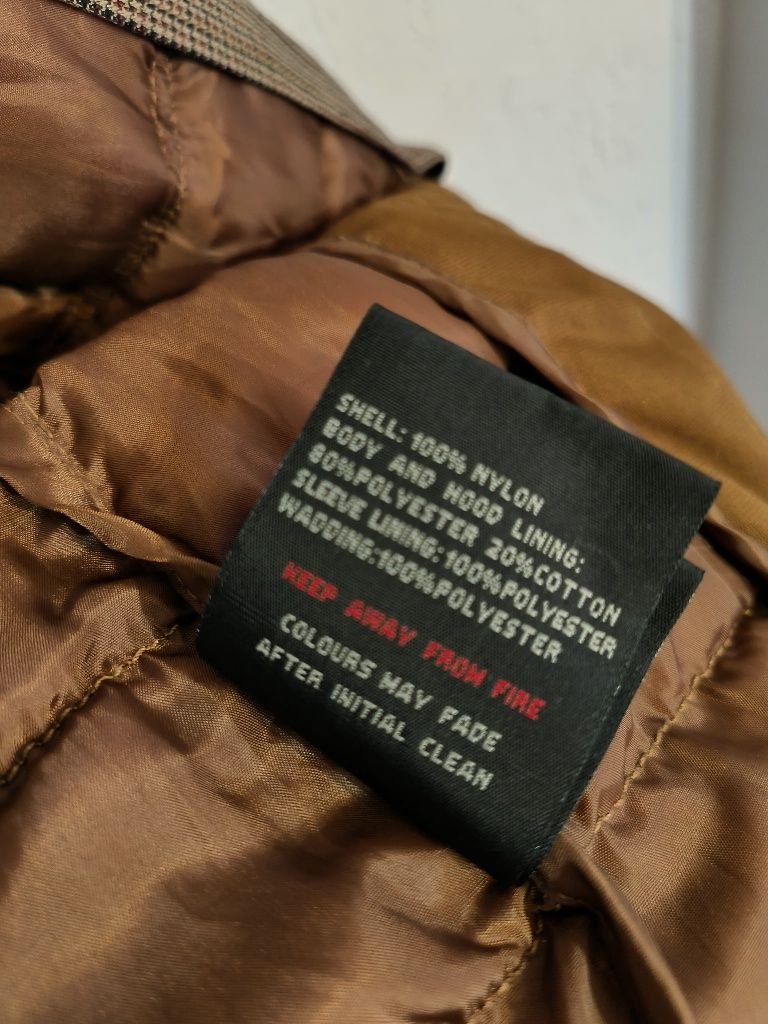 SHELL: 100% NYLON
BODY AND HOOD LINING:
80%POLYESTER 20%COTTON
SLEEVE LINING:100%POLYESTER
WADDING:100%POLYESTER
KEEP AWAY FROM FIRE
COLOURS MAY FADE
AFTER INITIAL CLEAN